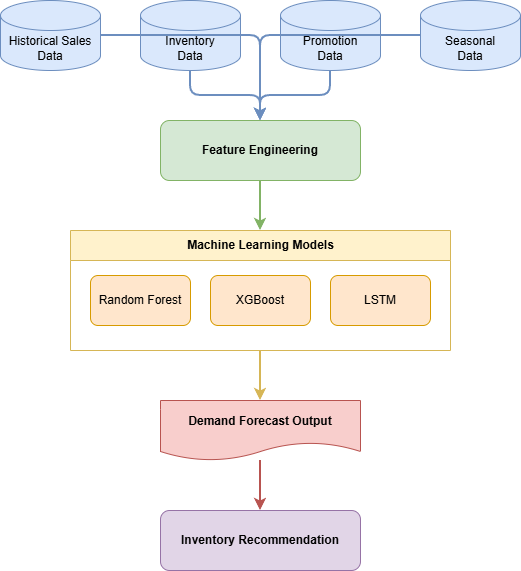 Historical Sales
Data
Inventory
Data
Promotion
Data
Seasonal
Data
Feature Engineering
Machine Learning Models
Random Forest
XGBoost
LSTM
Demand Forecast Output
Inventory Recommendation